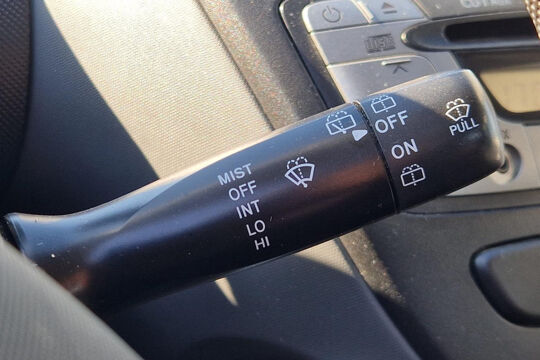 MIST
OFF
INT
LO
HI
OFF
ON
PULL